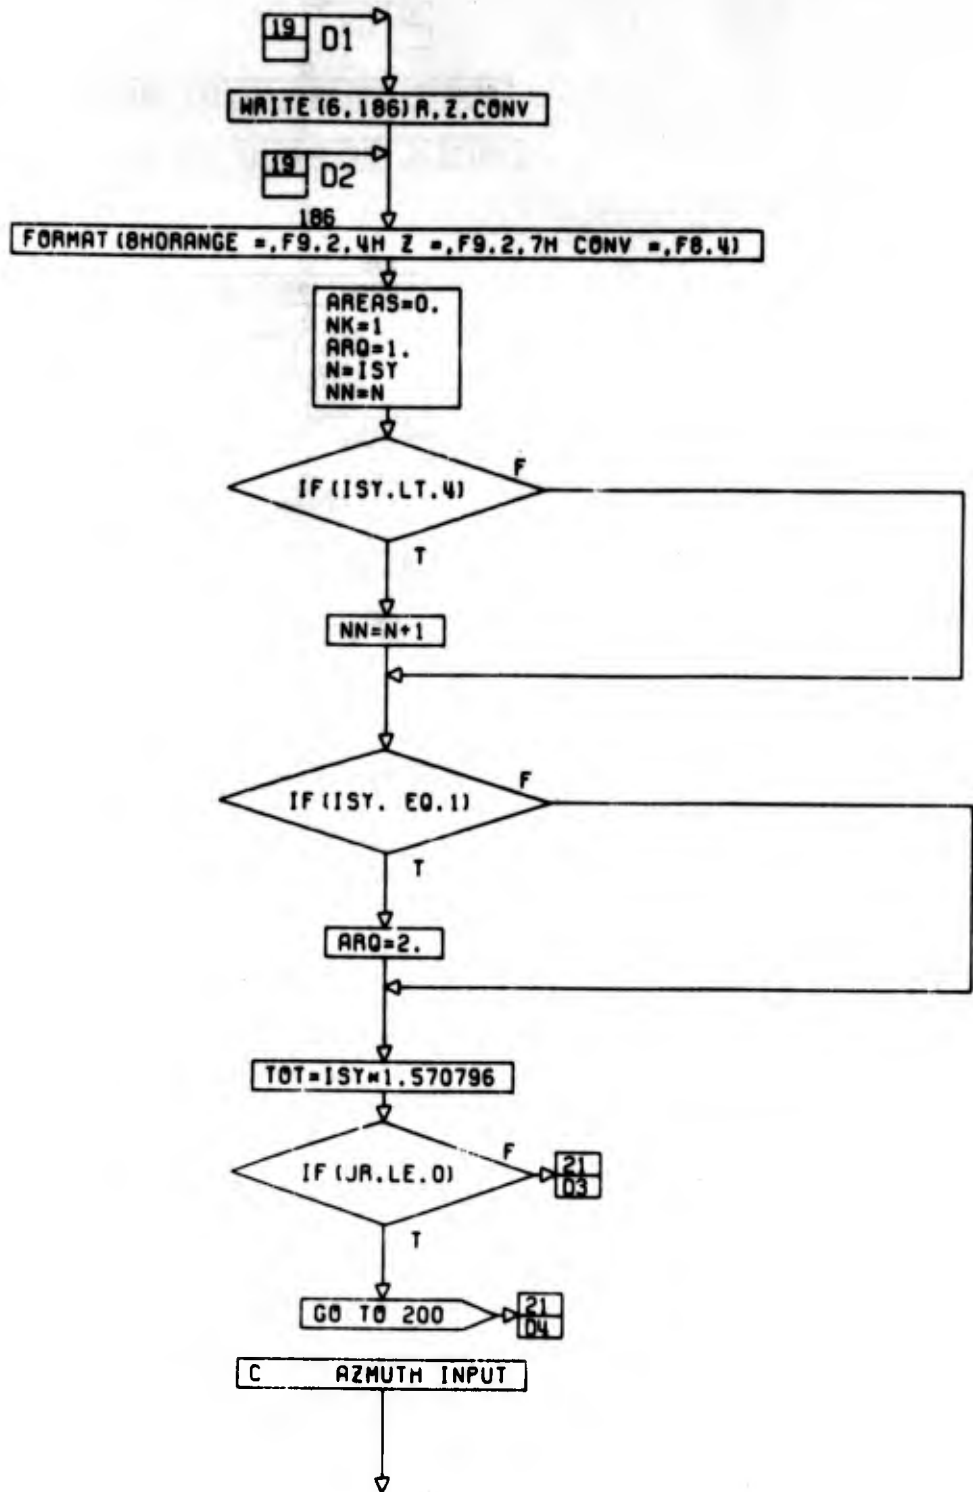 19 D1
WRITE(6,186)R,Z,CONV
19 D2
186
FORMAT(8H0RANGE =,F9.2,4H Z =,F9.2,7H CONV =,F8.4)
AREAS=0.
NK=1
ARQ=1.
N=ISY
NN=N
F
IF(ISY.LT.4)
T
NN=N+1
F
IF(ISY. EQ.1)
T
ARQ=2.
TOT=ISY*1.570796
F
IF(JR.LE.0)
21
D3
T
GO TO 200
21
D4
C AZMUTH INPUT